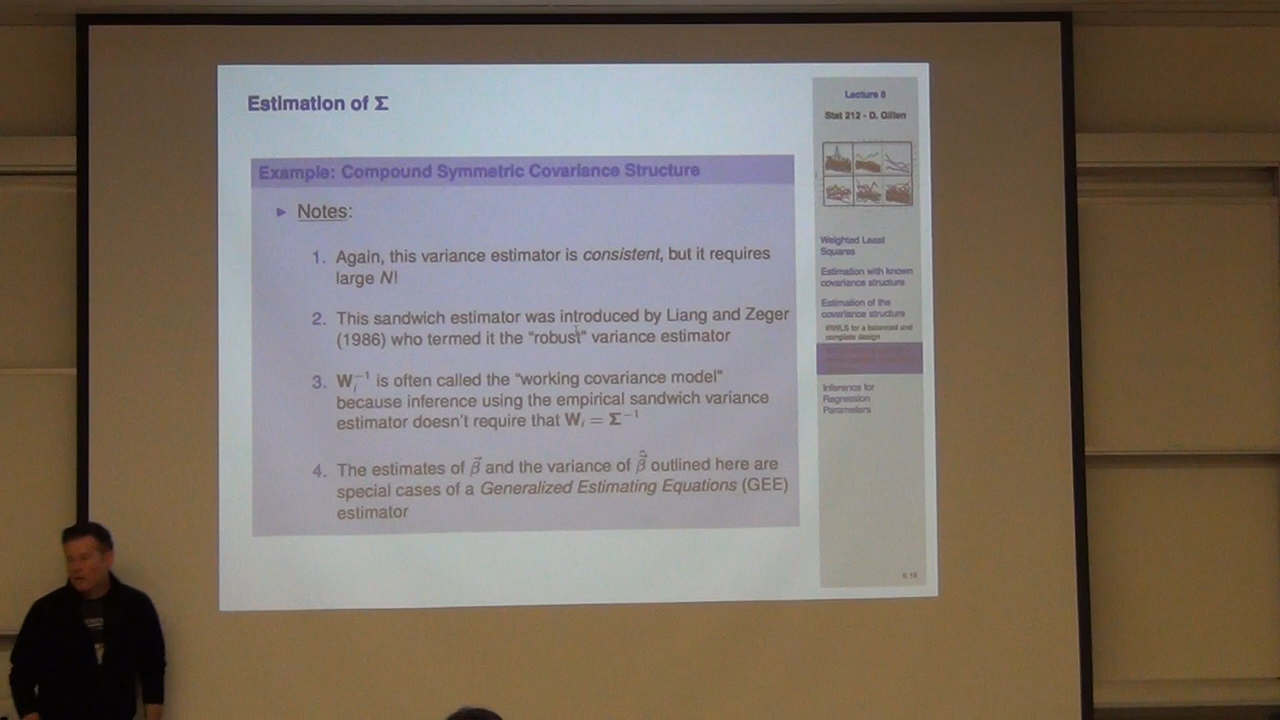 Estimation of Σ
Example: Compound Symmetric Covariance Structure
► Notes:
1. Again, this variance estimator is consistent, but it requires
large N!
2. This sandwich estimator was introduced by Liang and Zeger
(1986) who termed it the "robust" variance estimator
3. Wᵢ⁻¹ is often called the "working covariance model"
because inference using the empirical sandwich variance
estimator doesn't require that Wᵢ = Σ⁻¹
4. The estimates of β⃗ and the variance of β̂⃗ outlined here are
special cases of a Generalized Estimating Equations (GEE)
estimator
Lecture 6
Stat 212 - D. Gillen
Weighted Least
Squares
Estimation with known
covariance structure
Estimation of the
covariance structure
for a balanced and
complete design
Inference for
Regression
Parameters